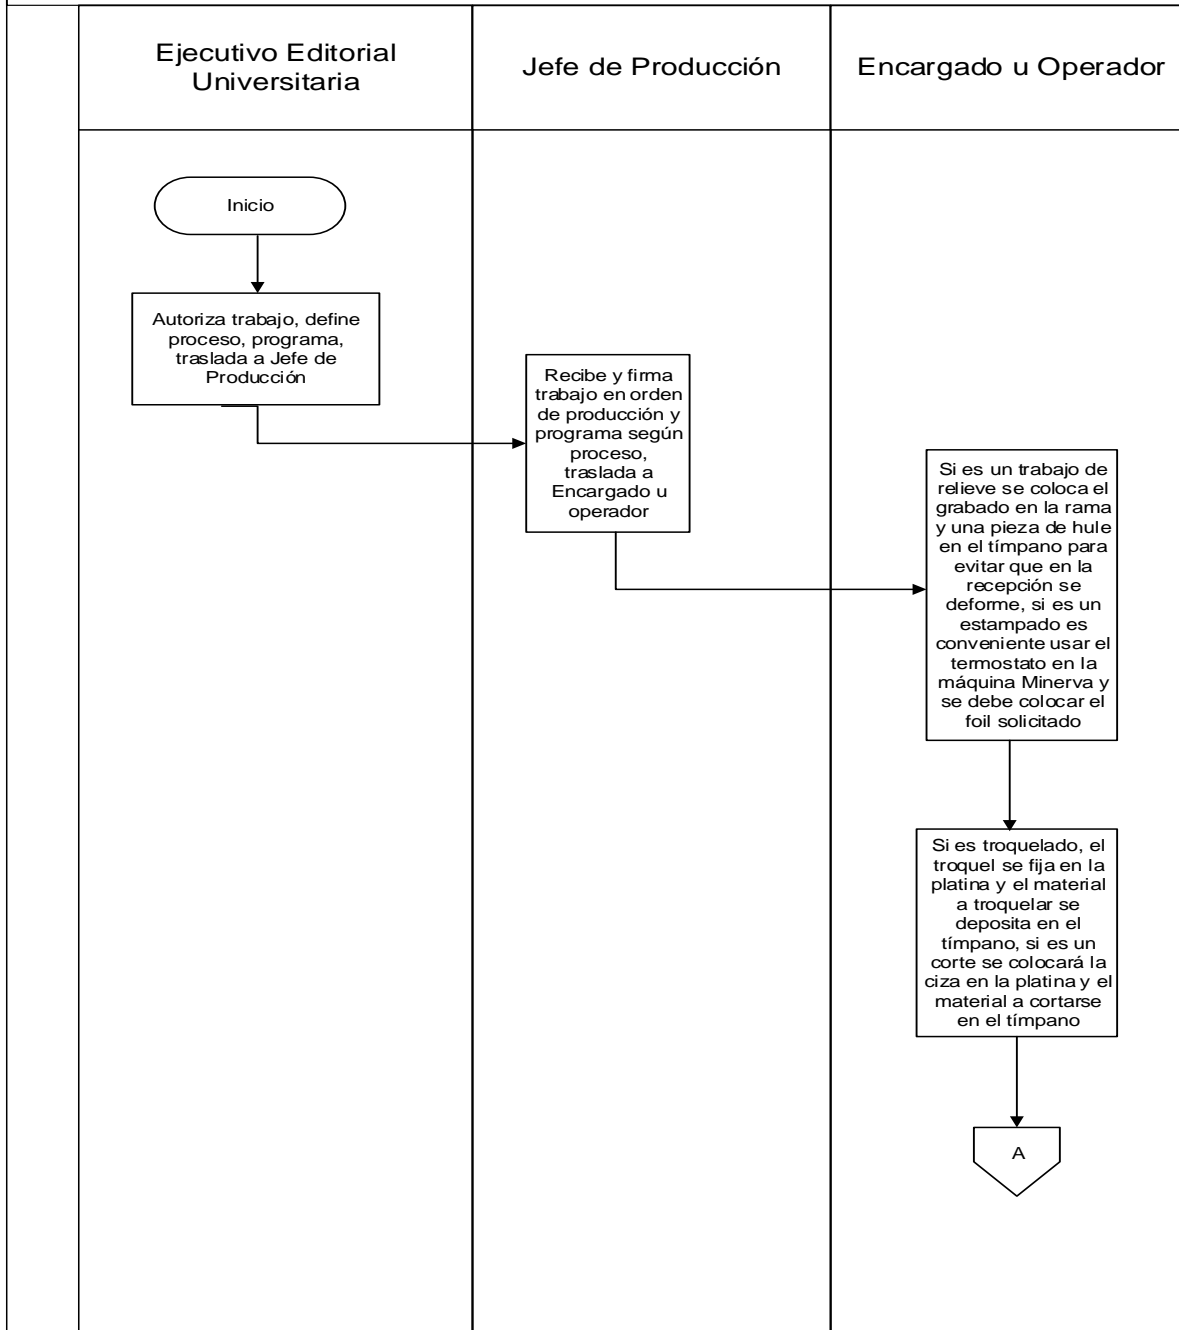 Ejecutivo Editorial
Universitaria
Jefe de Producción
Encargado u Operador
Inicio
Autoriza trabajo, define
proceso, programa,
traslada a Jefe de
Producción
Recibe y firma
trabajo en orden
de producción y
programa según
proceso,
traslada a
Encargado u
operador
Si es un trabajo de
relieve se coloca el
grabado en la rama
y una pieza de hule
en el tímpano para
evitar que en la
recepción se
deforme, si es un
estampado es
conveniente usar el
termostato en la
máquina Minerva y
se debe colocar el
foil solicitado
Si es troquelado, el
troquel se fija en la
platina y el material
a troquelar se
deposita en el
tímpano, si es un
corte se colocará la
ciza en la platina y el
material a cortarse
en el tímpano
A